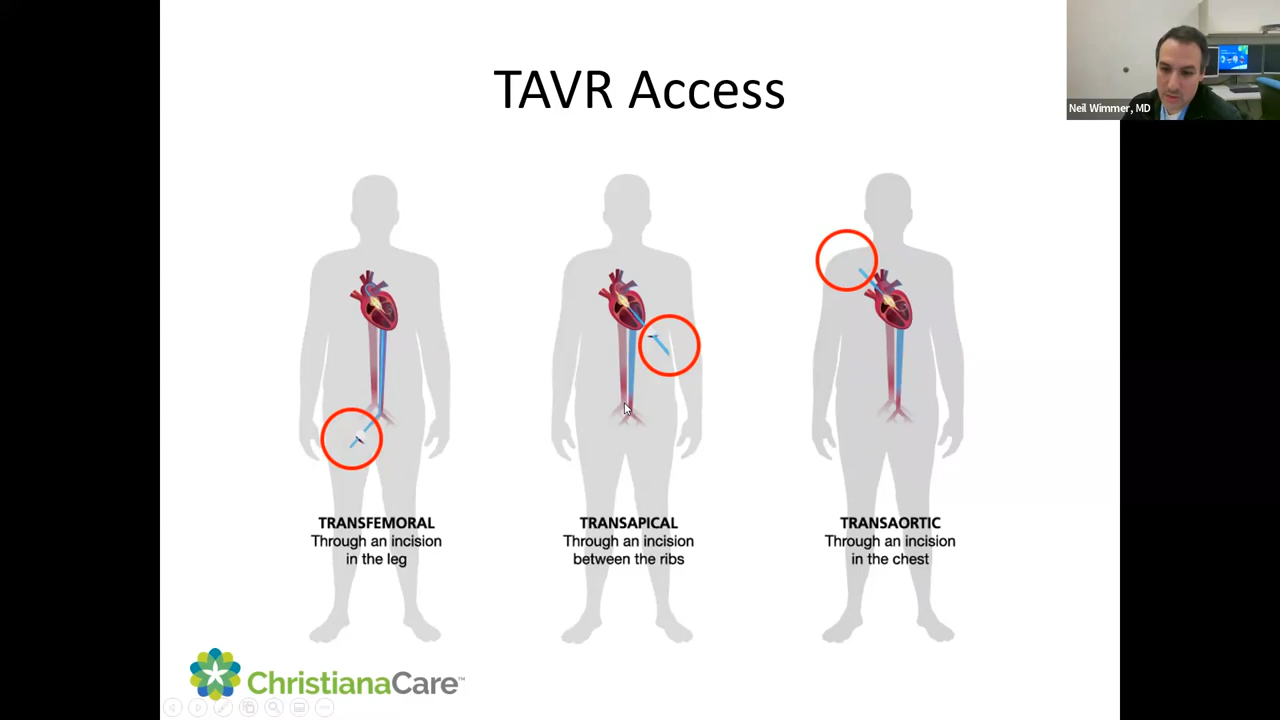 TAVR Access
Neil Wimmer, MD
TRANSFEMORAL
Through an incision
in the leg
TRANSAPICAL
Through an incision
between the ribs
TRANSAORTIC
Through an incision
in the chest
ChristianaCare™